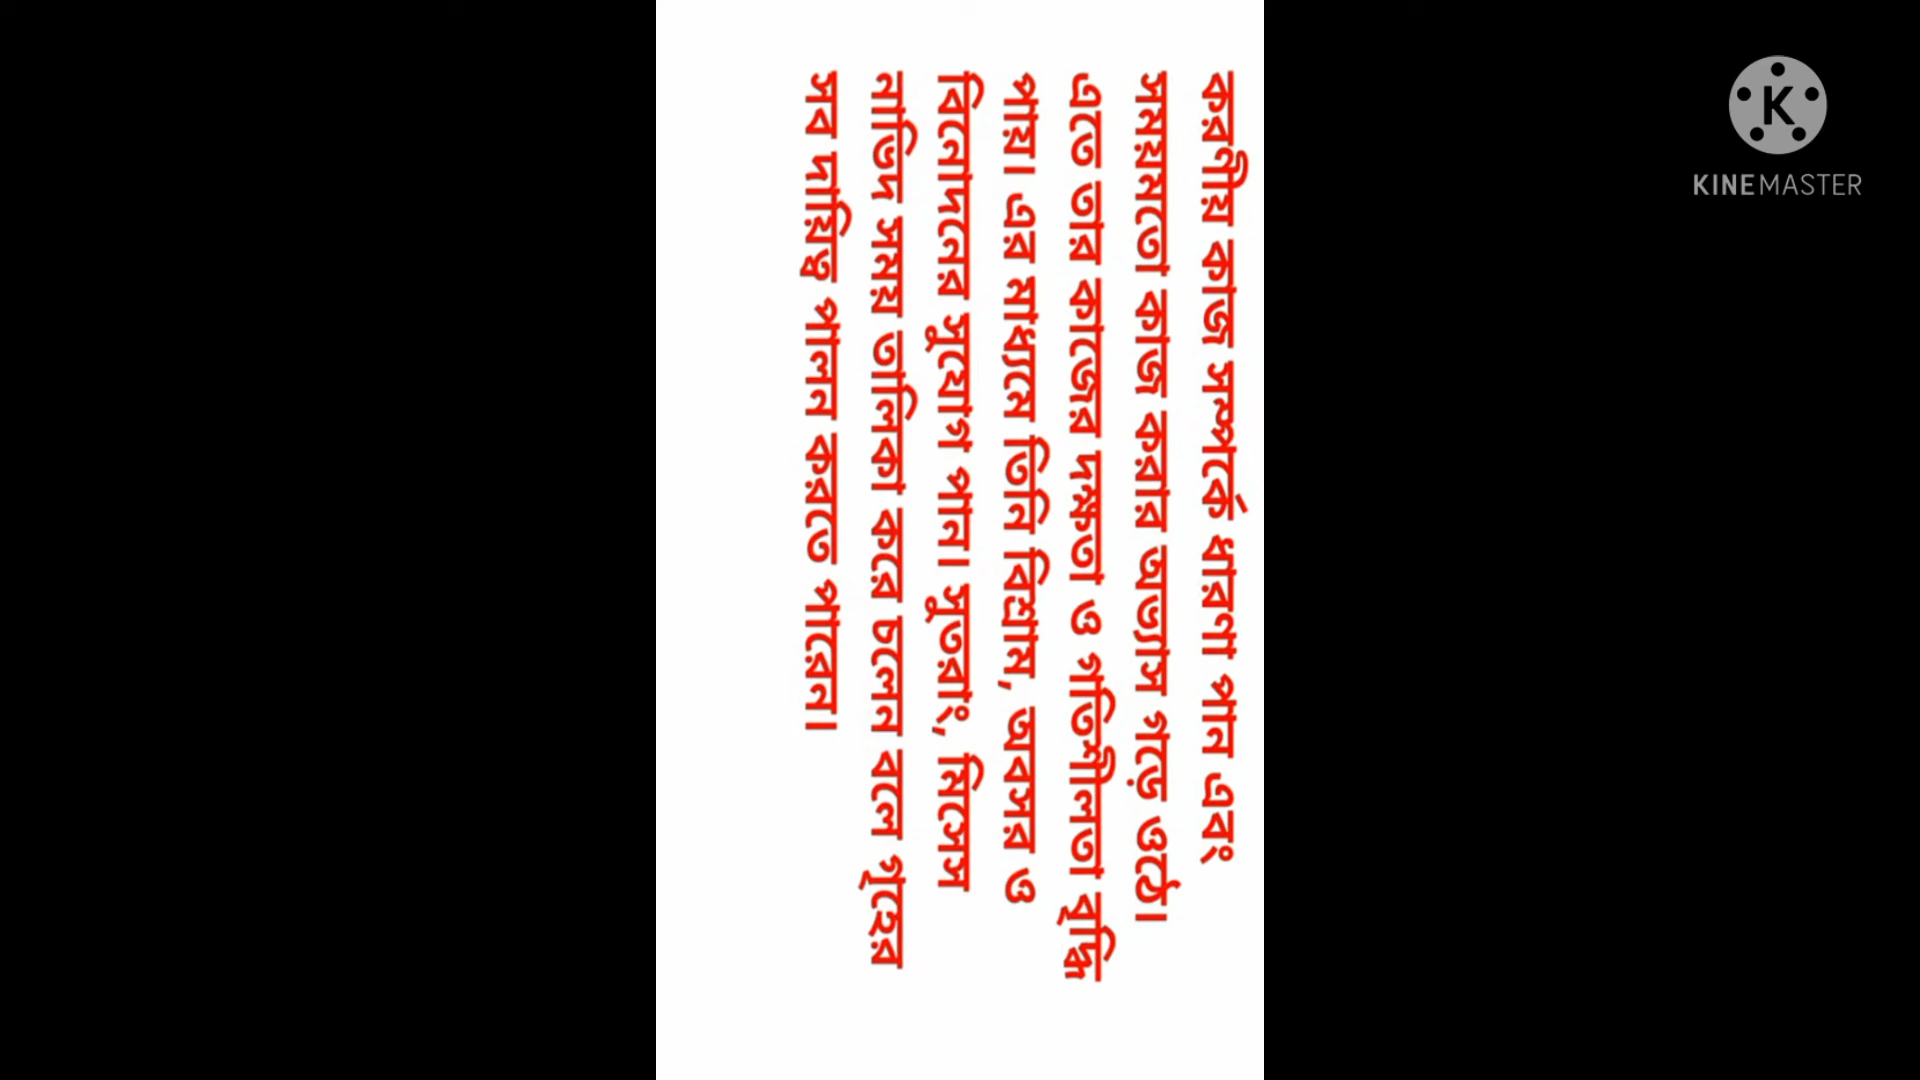 করণীয় কাজ সম্পর্কে ধারণা পান এবং
সময়মতো কাজ করার অভ্যাস গড়ে ওঠে।
এতে তার কাজের দক্ষতা ও গতিশীলতা বৃদ্ধি
পায়। এর মাধ্যমে তিনি বিশ্রাম, অবসর ও
বিনোদনের সুযোগ পান। সুতরাং, মিসেস
নাভিদ সময় তালিকা করে চলেন বলে গৃহের
সব দায়িত্ব পালন করতে পারেন।
K
KINEMASTER